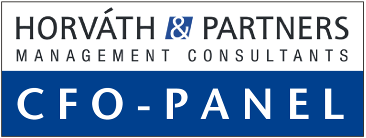 HORVÁTH & PARTNERS
MANAGEMENT CONSULTANTS
CFO-PANEL